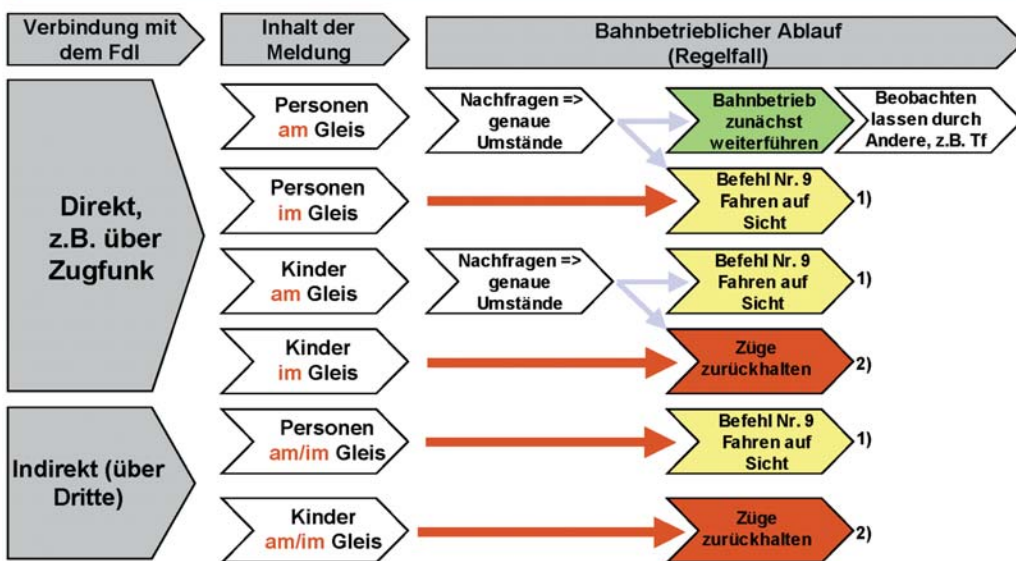 Verbindung mit
dem Fdl
Inhalt der
Meldung
Bahnbetrieblicher Ablauf
(Regelfall)
Direkt,
z.B. über
Zugfunk
Personen
am Gleis
Nachfragen =>
genaue
Umstände
Bahnbetrieb
zunächst
weiterführen
Beobachten
lassen durch
Andere, z.B. Tf
Personen
im Gleis
Befehl Nr. 9
Fahren auf
Sicht
1)
Kinder
am Gleis
Nachfragen =>
genaue
Umstände
Befehl Nr. 9
Fahren auf
Sicht
1)
Kinder
im Gleis
Züge
zurückhalten
2)
Indirekt (über
Dritte)
Personen
am/im Gleis
Befehl Nr. 9
Fahren auf
Sicht
1)
Kinder
am/im Gleis
Züge
zurückhalten
2)